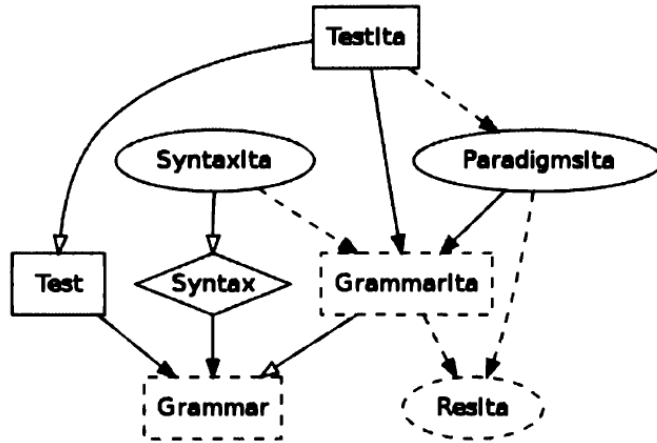 TestIta
SyntaxIta
ParadigmsIta
Test
Syntax
GrammarIta
Grammar
ResIta